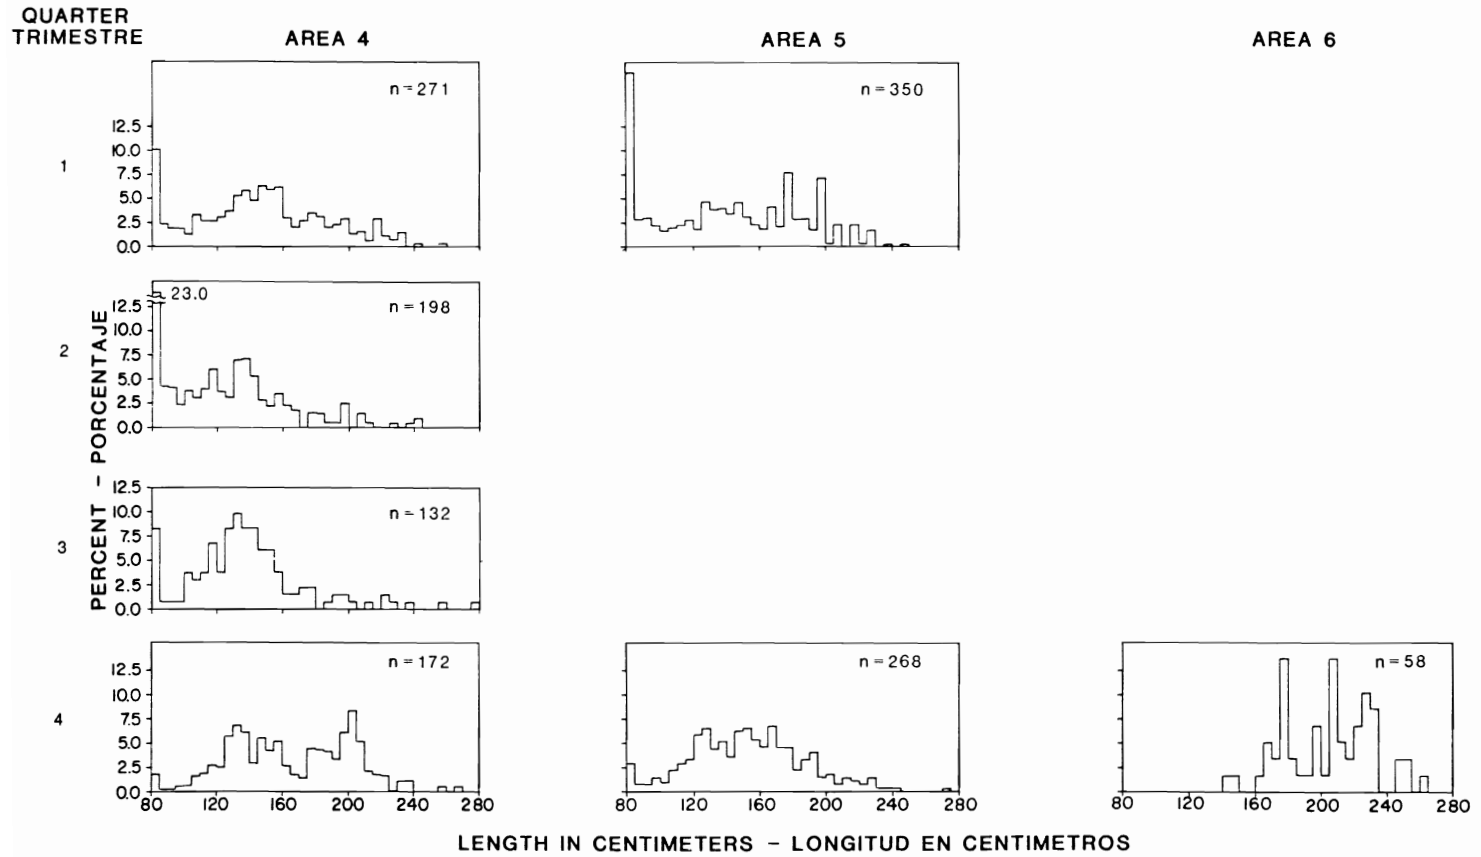 QUARTER
TRIMESTRE
AREA 4
AREA 5
AREA 6
1
n=271
12.5
10.0
7.5
5.0
2.5
0.0
n=350
2
23.0
n=198
12.5
10.0
7.5
5.0
2.5
0.0
PERCENT - PORCENTAJE
3
n=132
12.5
10.0
7.5
5.0
2.5
0.0
4
n=172
12.5
10.0
7.5
5.0
2.5
0.0
80 120 160 200 240 280
n=268
80 120 160 200 240 280
n=58
80 120 160 200 240 280
LENGTH IN CENTIMETERS - LONGITUD EN CENTIMETROS